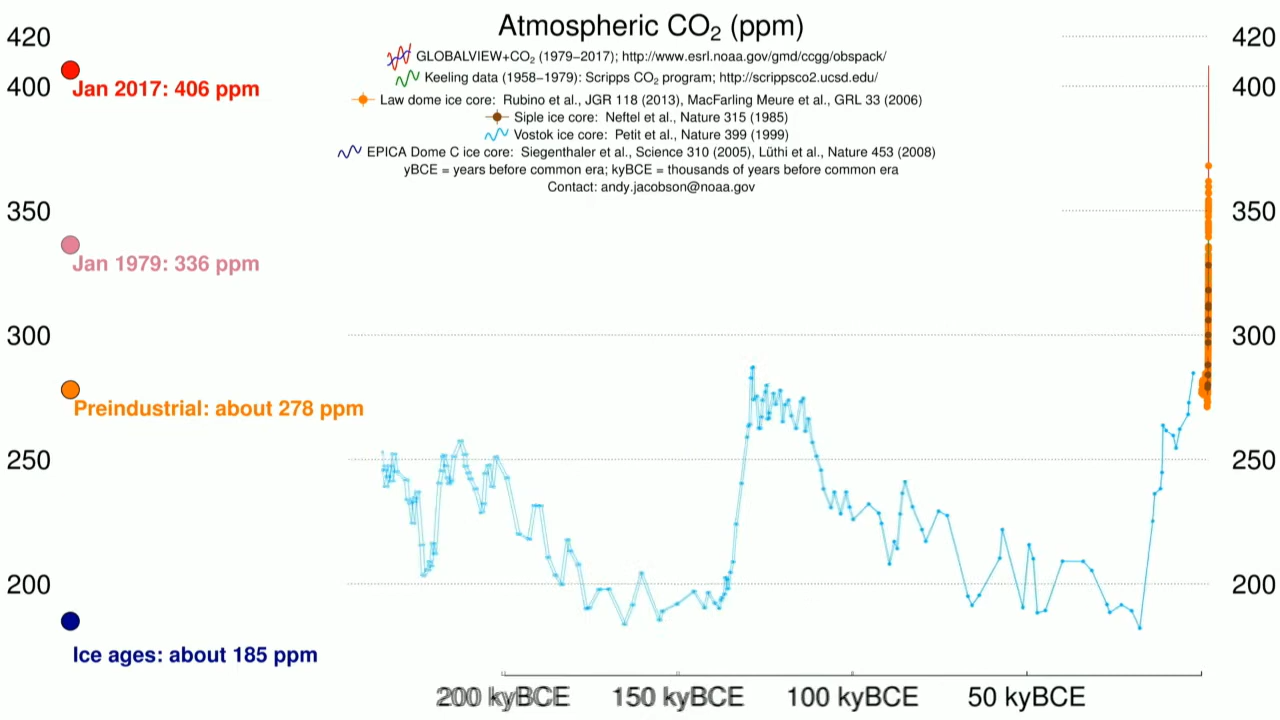 Atmospheric CO2 (ppm)
GLOBALVIEW+CO2 (1979−2017); http://www.esrl.noaa.gov/gmd/ccgg/obspack/
Keeling data (1958−1979): Scripps CO2 program; http://scrippsco2.ucsd.edu/
Law dome ice core: Rubino et al., JGR 118 (2013), MacFarling Meure et al., GRL 33 (2006)
Siple ice core: Neftel et al., Nature 315 (1985)
Vostok ice core: Petit et al., Nature 399 (1999)
EPICA Dome C ice core: Siegenthaler et al., Science 310 (2005), Lüthi et al., Nature 453 (2008)
yBCE = years before common era; kyBCE = thousands of years before common era
Contact: andy.jacobson@noaa.gov
420
400
350
300
250
200
Jan 2017: 406 ppm
Jan 1979: 336 ppm
Preindustrial: about 278 ppm
Ice ages: about 185 ppm
420
400
350
300
250
200
200 kyBCE
150 kyBCE
100 kyBCE
50 kyBCE